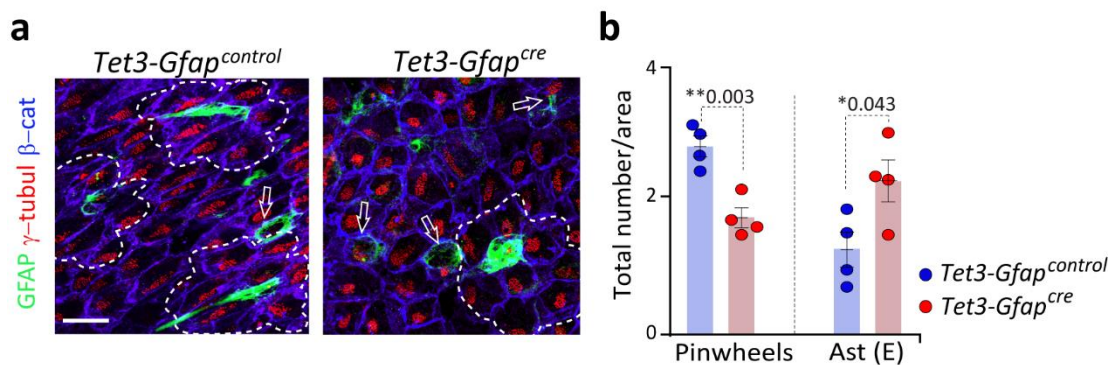 a
Tet3-Gfap^control
Tet3-Gfap^cre
GFAP γ-tubul β-cat
b
4
2
0
Total number/area
**0.003
*0.043
Pinwheels
Ast (E)
Tet3-Gfap^control
Tet3-Gfap^cre